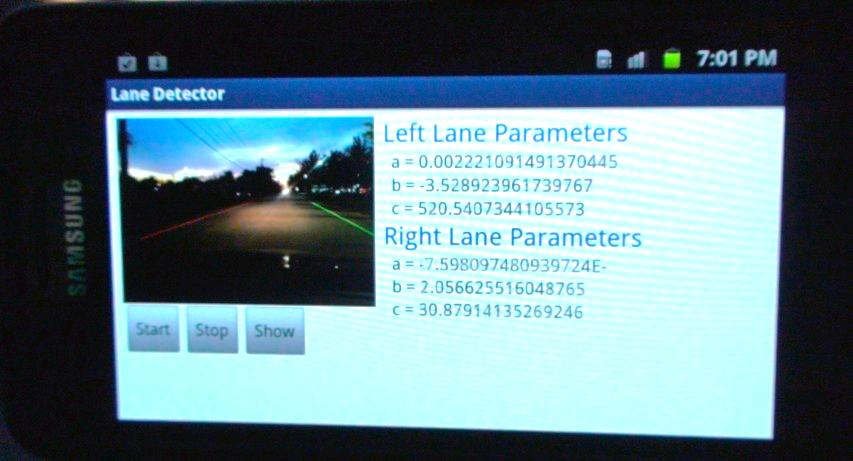 7:01 PM
Lane Detector
Left Lane Parameters
a = 0.002221091491370445
b = -3.528923961739767
c = 520.5407344105573
Right Lane Parameters
a = -7.598097480939724E-
b = 2.056625516048765
c = 30.87914135269246
Start Stop Show
SAMSUNG